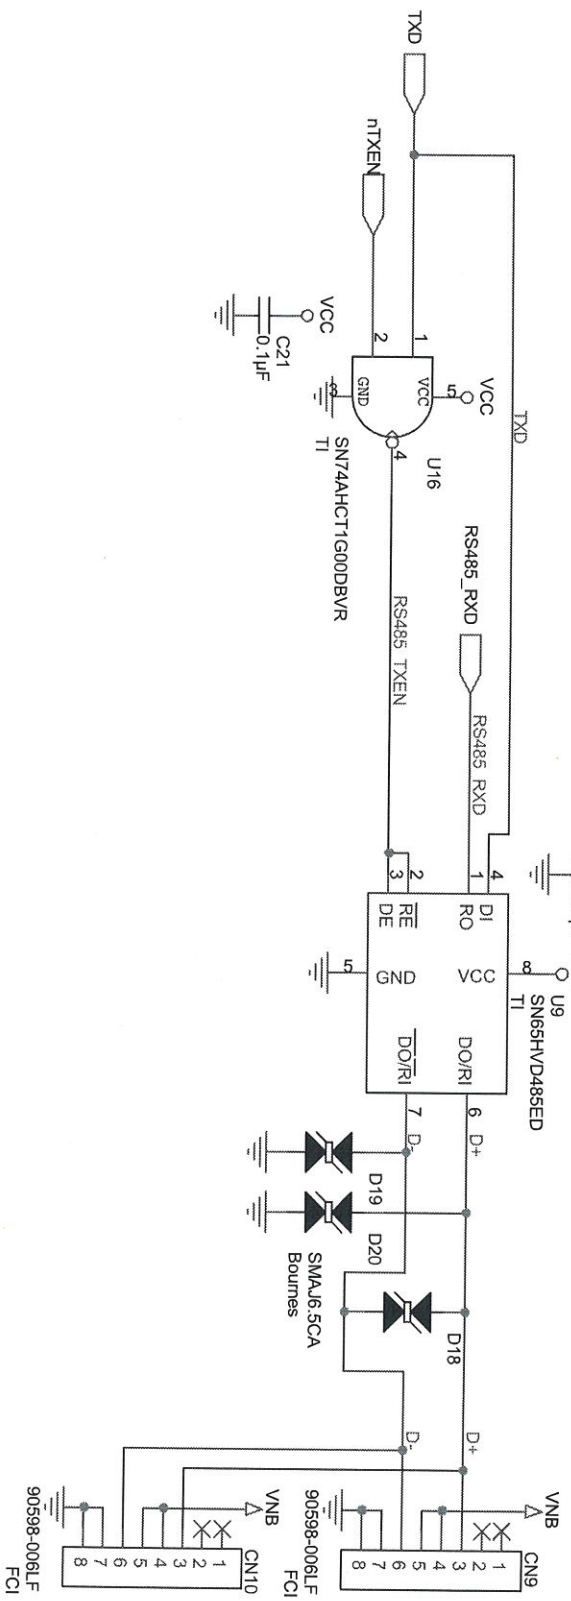 TXD
nTXEN
VCC
C21
0.1µF
1
2
VCC
5
VCC
GND
3
4
U16
SN74AHCT1G00DBVR
TI
TXD
RS485_TXEN
RS485_RXD
RS485_RXD
4
1
2
3
DI
RO
RE
DE
8
VCC
5
GND
U9
SN65HVD485ED
TI
DO/RI
DO/RI
6
7
D+
D-
D19
D20
SMAJ6.5CA
Bournes
D18
D+
D-
VNB
CN9
1
2
3
4
5
6
7
8
90598-006LF
FCI
VNB
CN10
1
2
3
4
5
6
7
8
90598-006LF
FCI